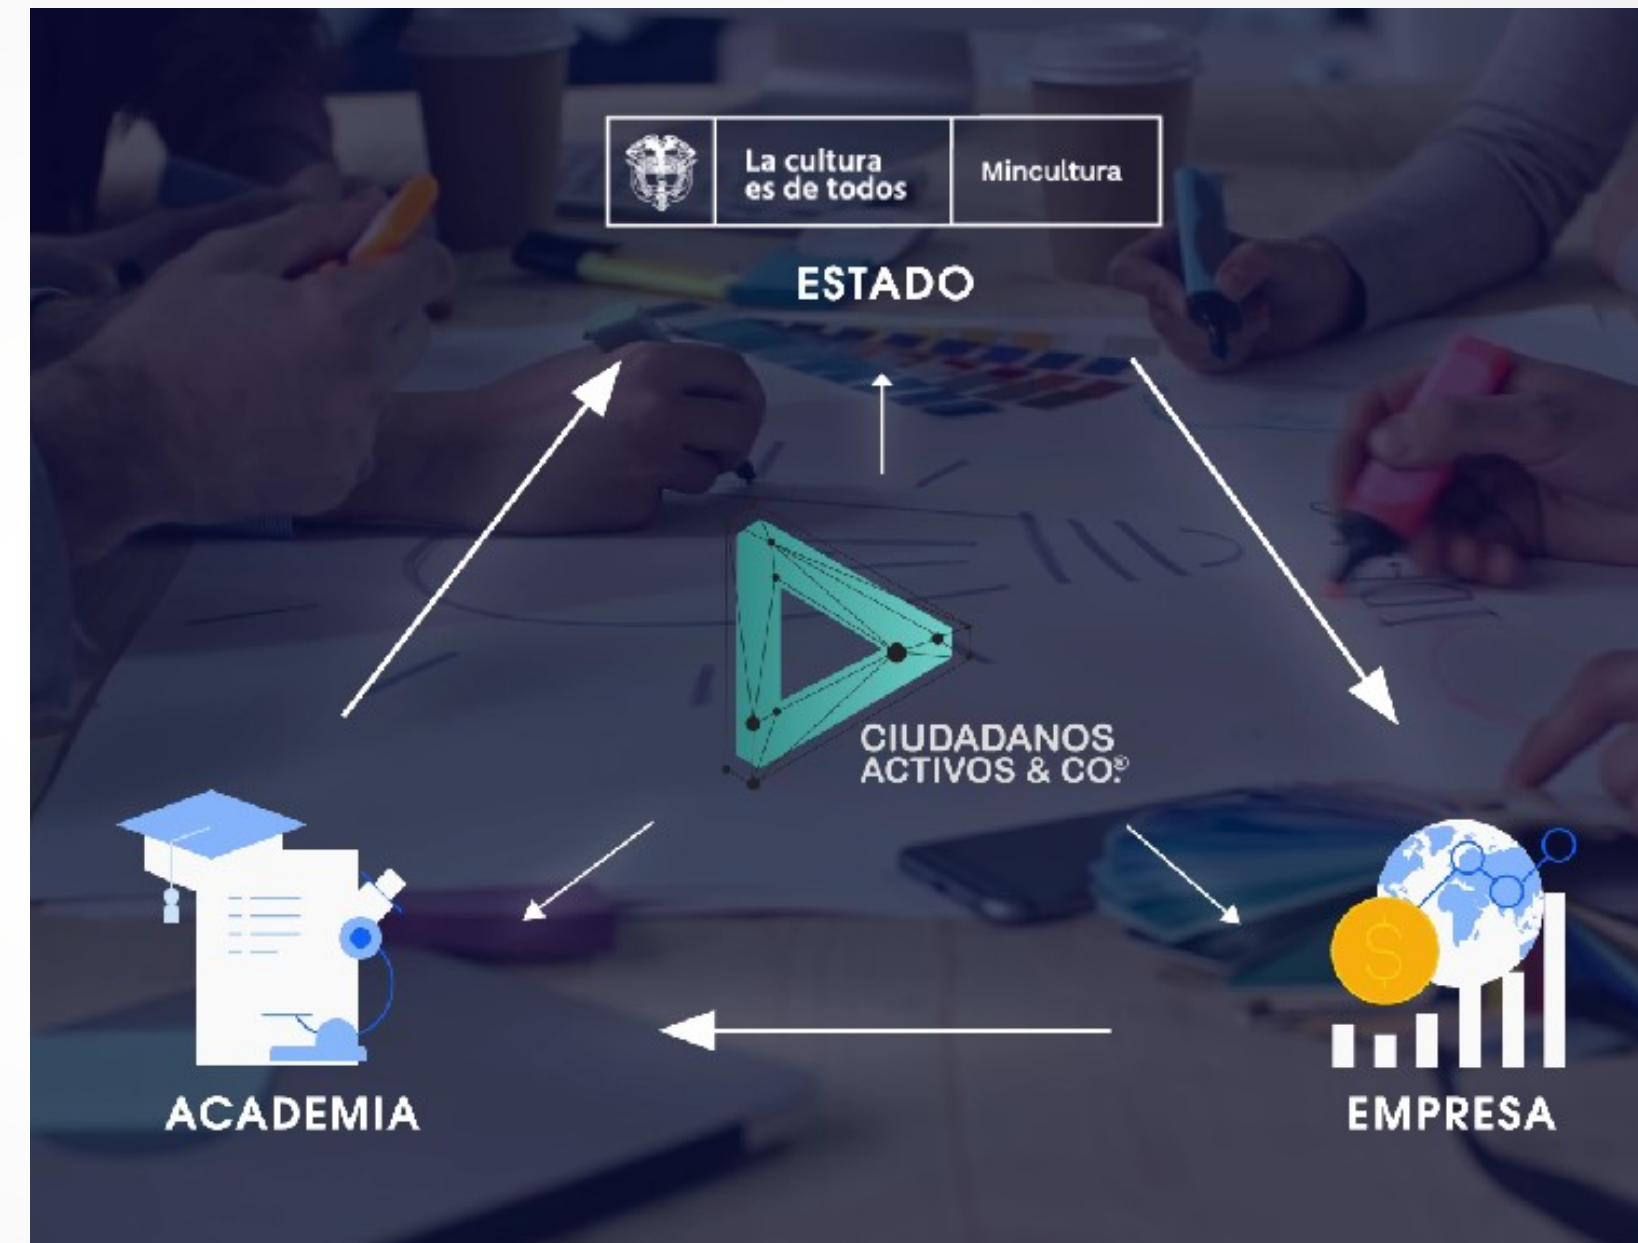 La cultura
es de todos
Mincultura
ESTADO
CIUDADANOS
ACTIVOS & CO.®
$
ACADEMIA
EMPRESA